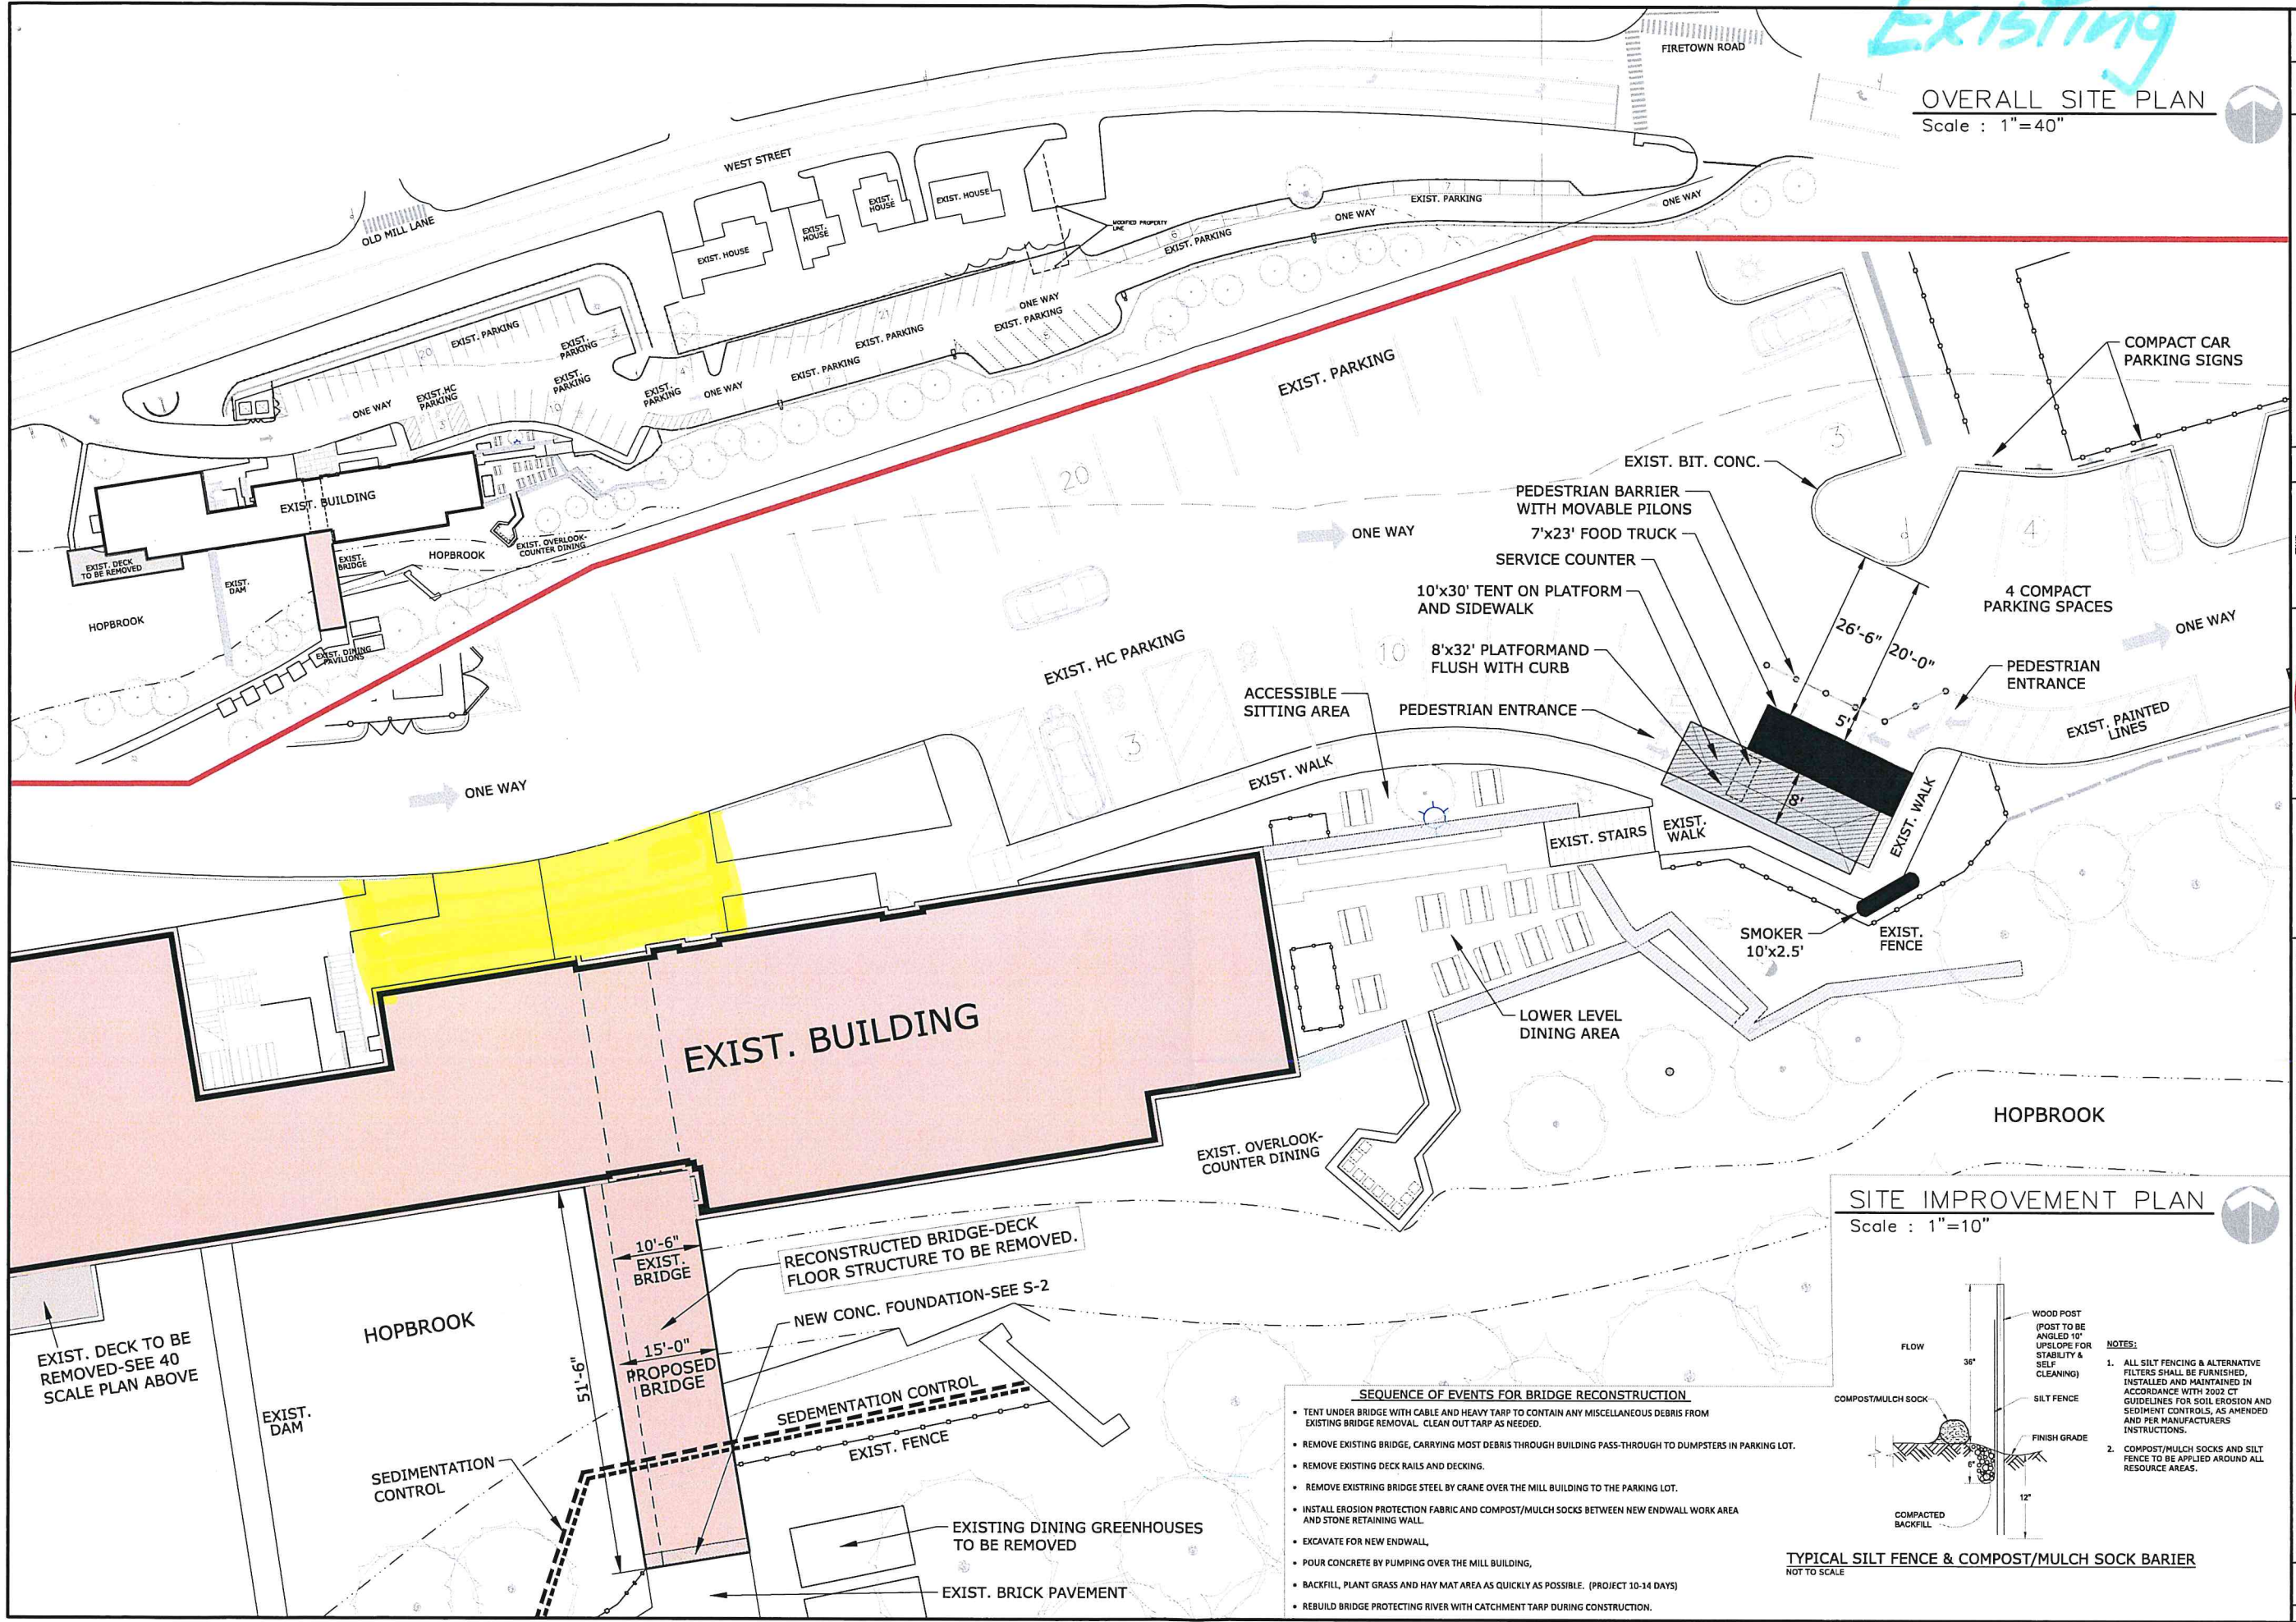 Existing
OVERALL SITE PLAN
Scale : 1"=40"
FIRETOWN ROAD
WEST STREET
OLD MILL LANE
EXIST. HOUSE
EXIST.
HOUSE
EXIST.
HOUSE
EXIST. HOUSE
MODIFIED PROPERTY
LINE
7
EXIST. PARKING
ONE WAY
ONE WAY
6
EXIST. PARKING
ONE WAY
EXIST. PARKING
21
EXIST. PARKING
EXIST. PARKING
7
ONE WAY
EXIST.
PARKING
4
20
EXIST. PARKING
EXIST.
PARKING
3
EXIST.
PARKING
10
EXIST.HC
PARKING
3
ONE WAY
EXIST. BUILDING
EXIST. DECK
TO BE REMOVED
EXIST.
DAM
EXIST.
BRIDGE
HOPBROOK
EXIST. OVERLOOK-
COUNTER DINING
HOPBROOK
EXIST. DINING
PAVILIONS
EXIST. PARKING
20
ONE WAY
COMPACT CAR
PARKING SIGNS
3
EXIST. BIT. CONC.
PEDESTRIAN BARRIER
WITH MOVABLE PILONS
7'x23' FOOD TRUCK
SERVICE COUNTER
10'x30' TENT ON PLATFORM
AND SIDEWALK
8'x32' PLATFORMAND
FLUSH WITH CURB
PEDESTRIAN ENTRANCE
4
4 COMPACT
PARKING SPACES
26'-6"
20'-0"
5'
8'
ONE WAY
PEDESTRIAN
ENTRANCE
EXIST. PAINTED
LINES
10
EXIST. HC PARKING
3
ACCESSIBLE
SITTING AREA
EXIST. WALK
ONE WAY
EXIST. STAIRS
EXIST.
WALK
EXIST. WALK
SMOKER
10'x2.5'
EXIST.
FENCE
LOWER LEVEL
DINING AREA
EXIST. BUILDING
EXIST. OVERLOOK-
COUNTER DINING
HOPBROOK
10'-6"
EXIST.
BRIDGE
RECONSTRUCTED BRIDGE-DECK
FLOOR STRUCTURE TO BE REMOVED.
NEW CONC. FOUNDATION-SEE S-2
15'-0"
PROPOSED
BRIDGE
51'-6"
HOPBROOK
EXIST. DECK TO BE
REMOVED-SEE 40
SCALE PLAN ABOVE
EXIST.
DAM
SEDEMENTATION CONTROL
EXIST. FENCE
SEDIMENTATION
CONTROL
EXISTING DINING GREENHOUSES
TO BE REMOVED
EXIST. BRICK PAVEMENT
SEQUENCE OF EVENTS FOR BRIDGE RECONSTRUCTION
• TENT UNDER BRIDGE WITH CABLE AND HEAVY TARP TO CONTAIN ANY MISCELLANEOUS DEBRIS FROM
EXISTING BRIDGE REMOVAL. CLEAN OUT TARP AS NEEDED.
• REMOVE EXISTING BRIDGE, CARRYING MOST DEBRIS THROUGH BUILDING PASS-THROUGH TO DUMPSTERS IN PARKING LOT.
• REMOVE EXISTING DECK RAILS AND DECKING.
• REMOVE EXISTRING BRIDGE STEEL BY CRANE OVER THE MILL BUILDING TO THE PARKING LOT.
• INSTALL EROSION PROTECTION FABRIC AND COMPOST/MULCH SOCKS BETWEEN NEW ENDWALL WORK AREA
AND STONE RETAINING WALL.
• EXCAVATE FOR NEW ENDWALL,
• POUR CONCRETE BY PUMPING OVER THE MILL BUILDING,
• BACKFILL, PLANT GRASS AND HAY MAT AREA AS QUICKLY AS POSSIBLE. (PROJECT 10-14 DAYS)
• REBUILD BRIDGE PROTECTING RIVER WITH CATCHMENT TARP DURING CONSTRUCTION.
SITE IMPROVEMENT PLAN
Scale : 1"=10"
FLOW
36"
WOOD POST
(POST TO BE
ANGLED 10°
UPSLOPE FOR
STABILITY &
SELF
CLEANING)
COMPOST/MULCH SOCK
SILT FENCE
FINISH GRADE
6"
12"
COMPACTED
BACKFILL
NOTES:
1. ALL SILT FENCING & ALTERNATIVE
FILTERS SHALL BE FURNISHED,
INSTALLED AND MAINTAINED IN
ACCORDANCE WITH 2002 CT
GUIDELINES FOR SOIL EROSION AND
SEDIMENT CONTROLS, AS AMENDED
AND PER MANUFACTURERS
INSTRUCTIONS.
2. COMPOST/MULCH SOCKS AND SILT
FENCE TO BE APPLIED AROUND ALL
RESOURCE AREAS.
TYPICAL SILT FENCE & COMPOST/MULCH SOCK BARIER
NOT TO SCALE